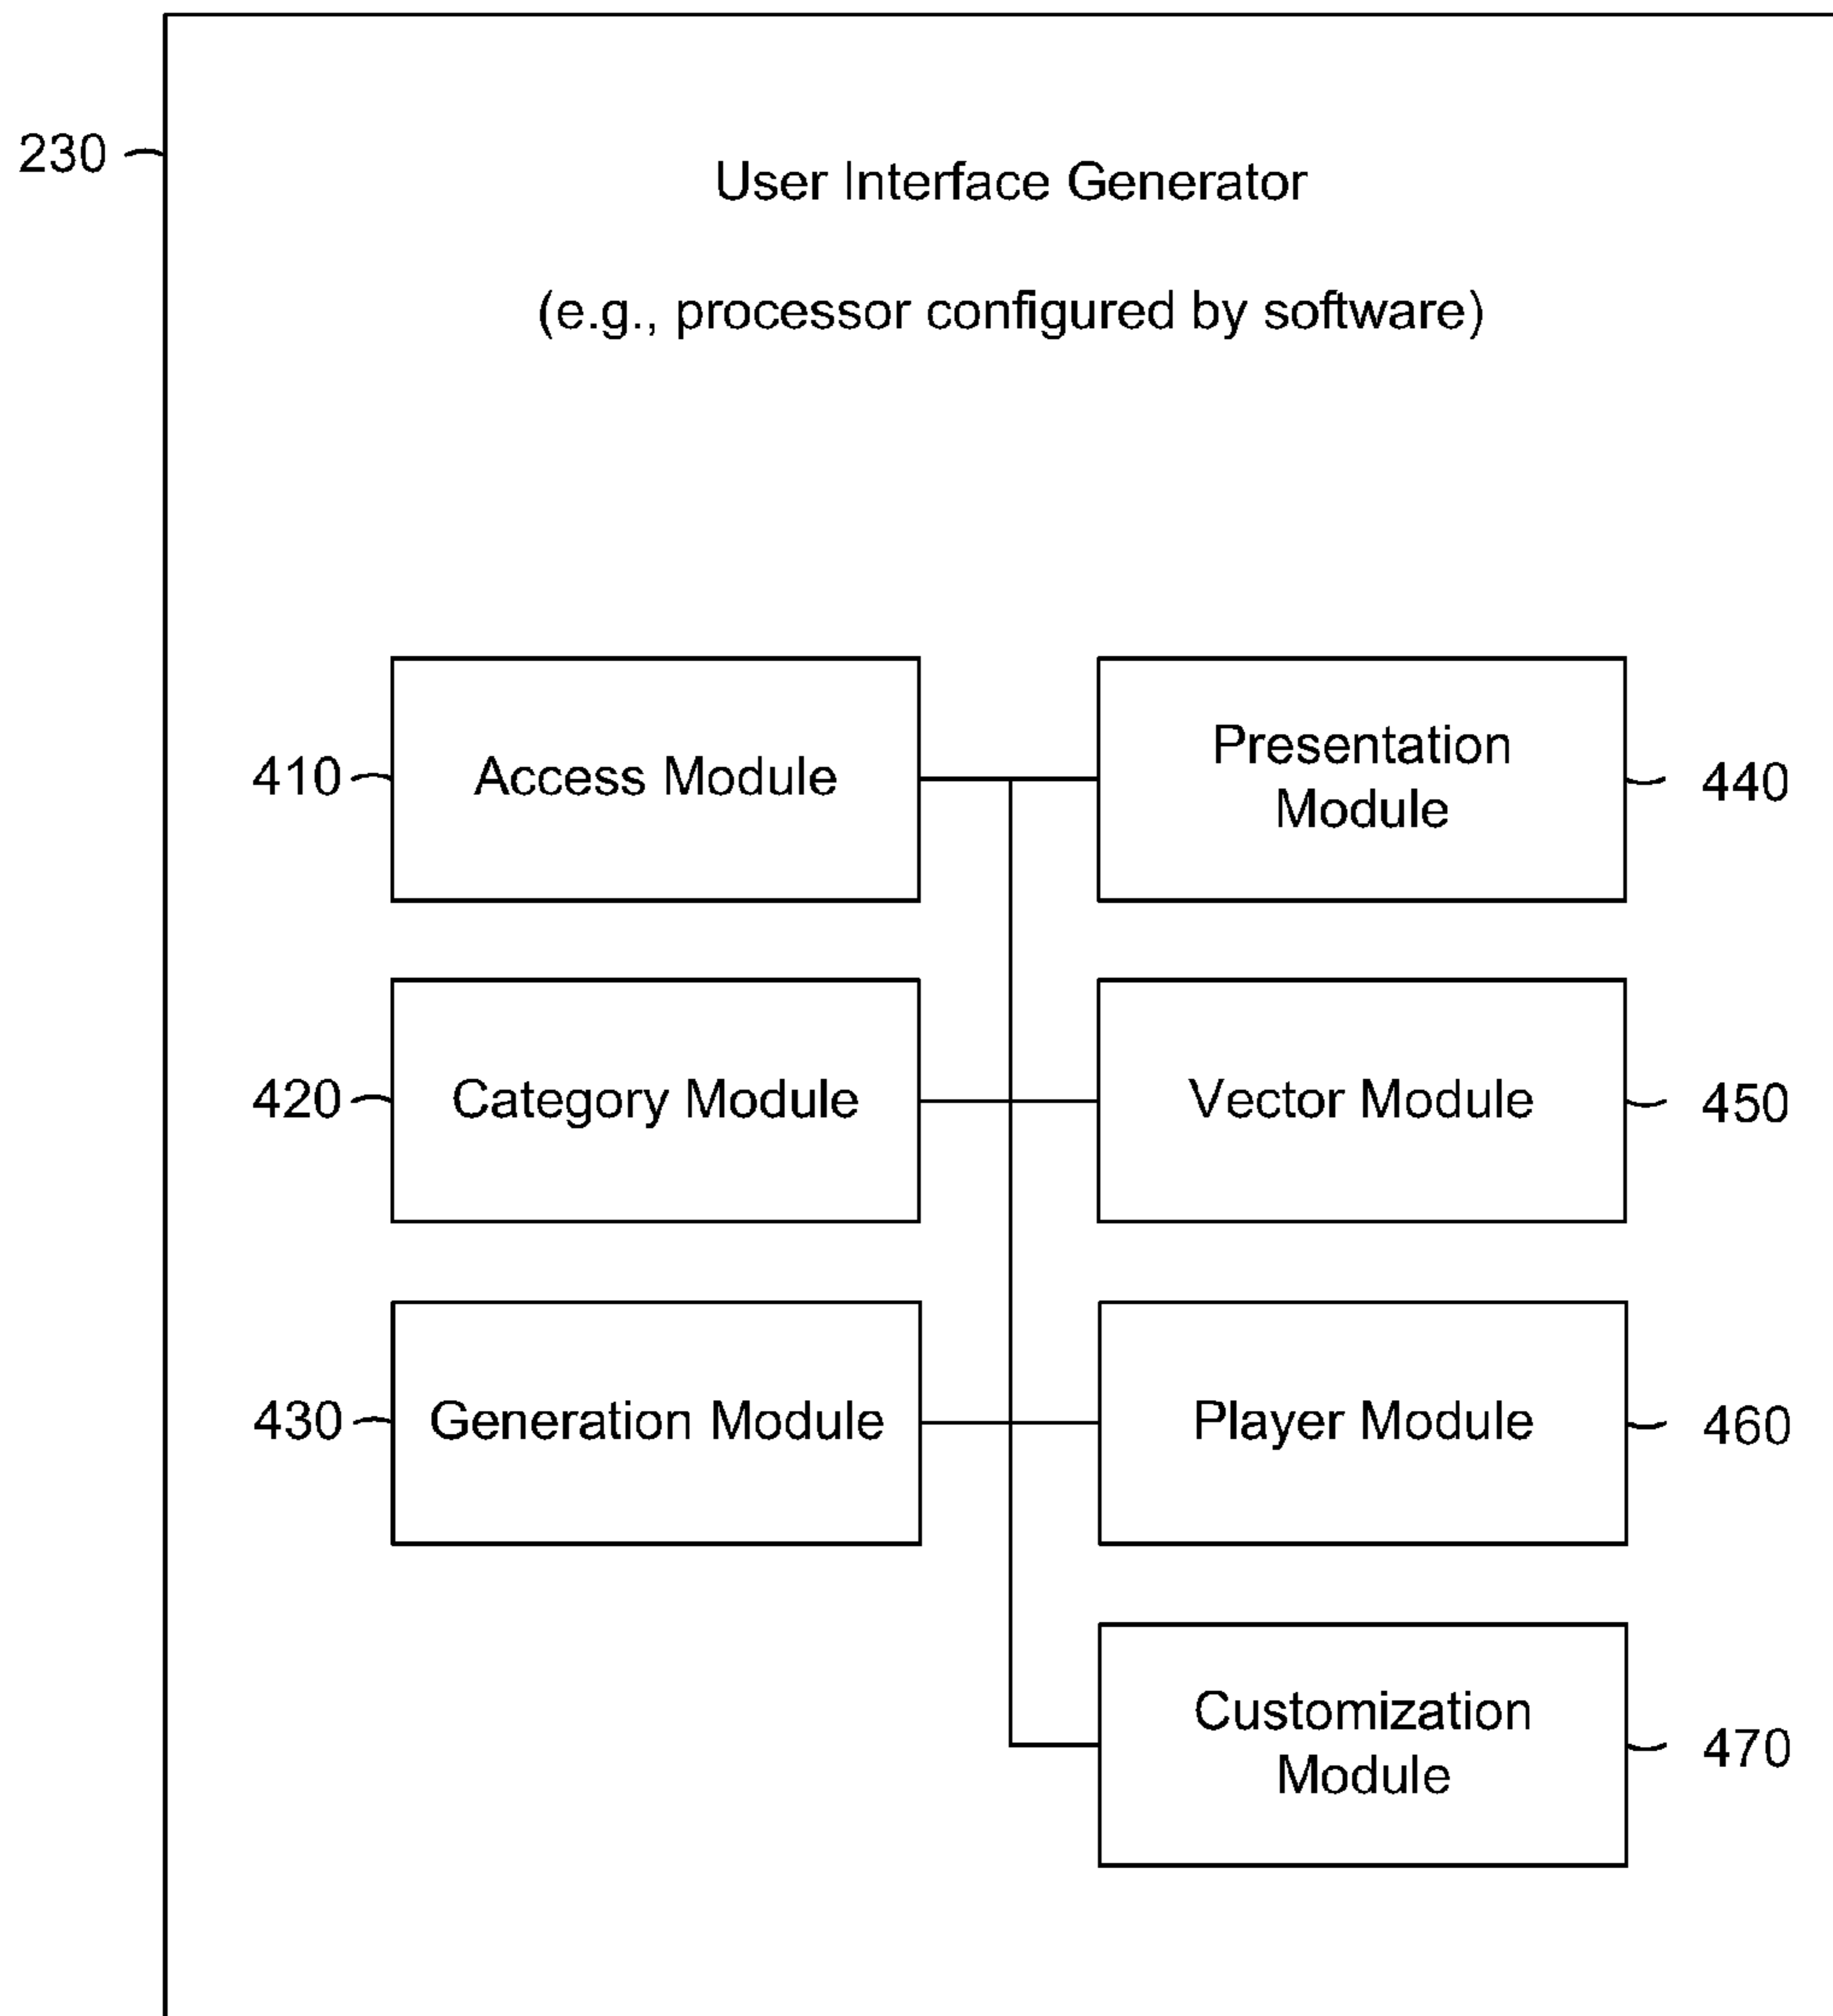 230
User Interface Generator
(e.g., processor configured by software)
410
Access Module
Presentation
Module
440
420
Category Module
Vector Module
450
430
Generation Module
Player Module
460
Customization
Module
470